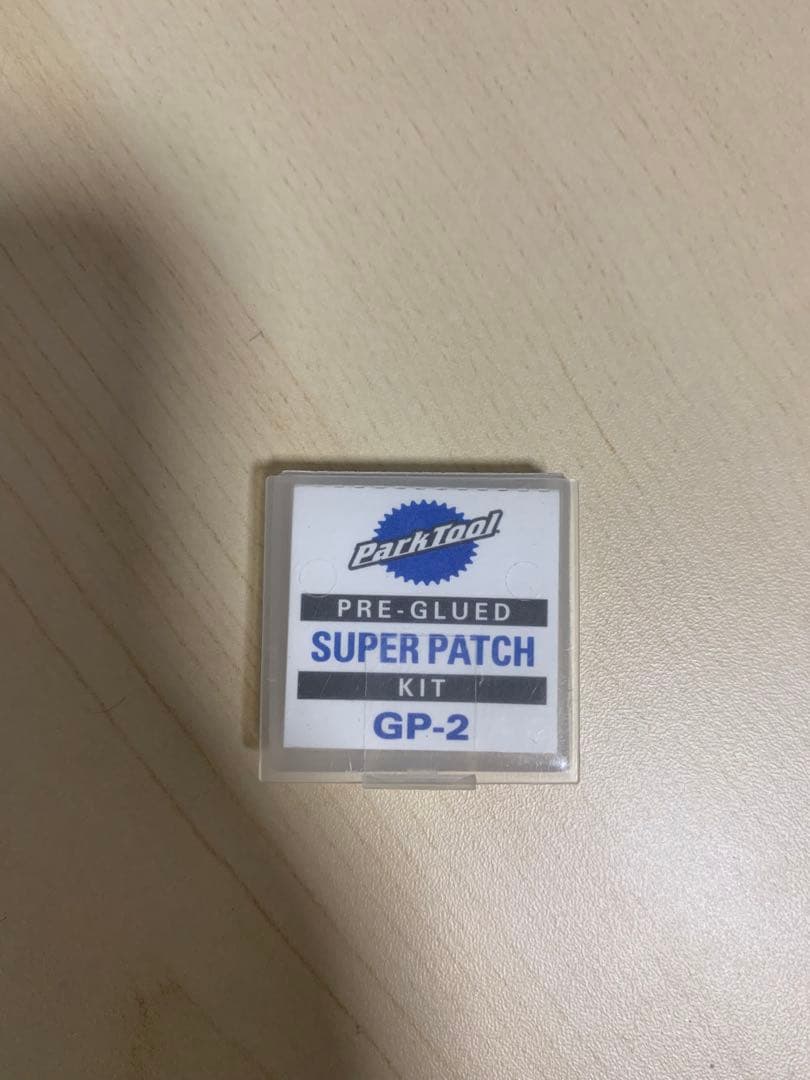 ParkTool
PRE-GLUED
SUPER PATCH
KIT
GP-2